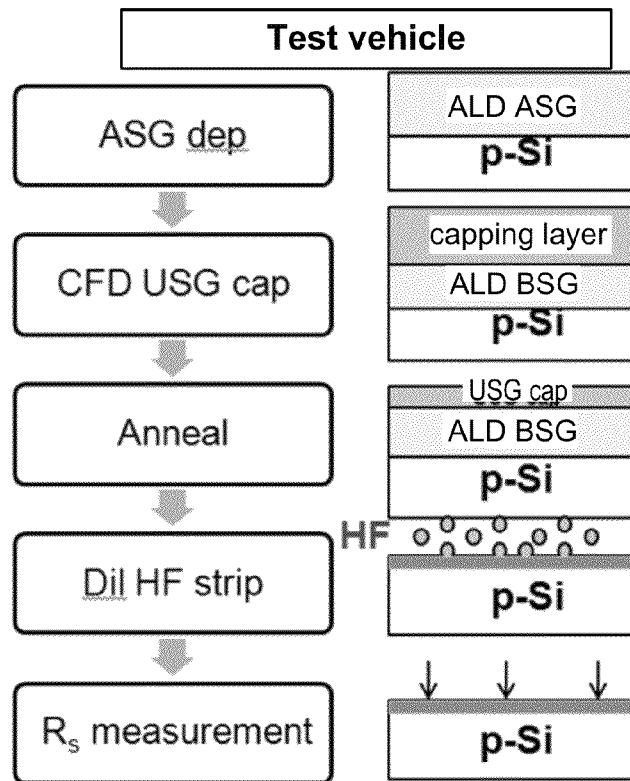 Test vehicle
ASG dep
ALD ASG
p-Si
CFD USG cap
capping layer
ALD BSG
p-Si
Anneal
USG cap
ALD BSG
p-Si
Dil HF strip
HF
p-Si
Rs measurement
p-Si